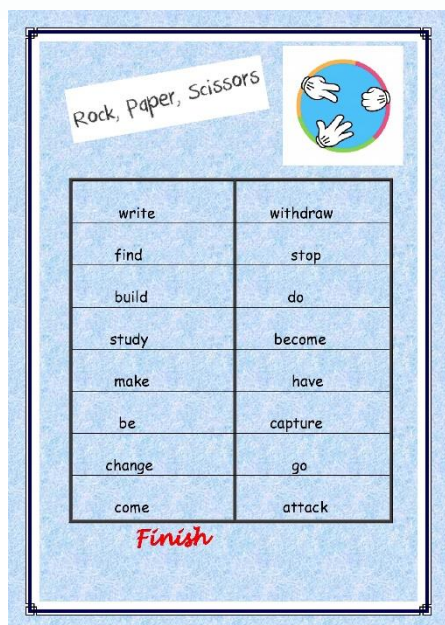 Rock, Paper, Scissors
write withdraw
find stop
build do
study become
make have
be capture
change go
come attack
Finish